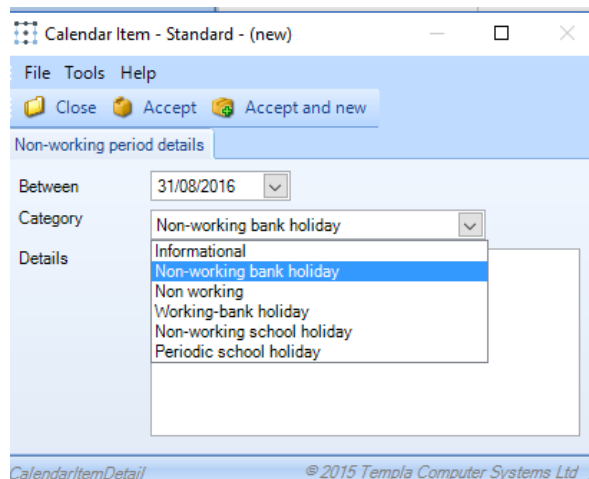 Calendar Item - Standard - (new)
File Tools Help
Close Accept Accept and new
Non-working period details
Between 31/08/2016
Category Non-working bank holiday
Details
Informational
Non-working bank holiday
Non working
Working-bank holiday
Non-working school holiday
Periodic school holiday
CalendarItemDetail © 2015 Templa Computer Systems Ltd